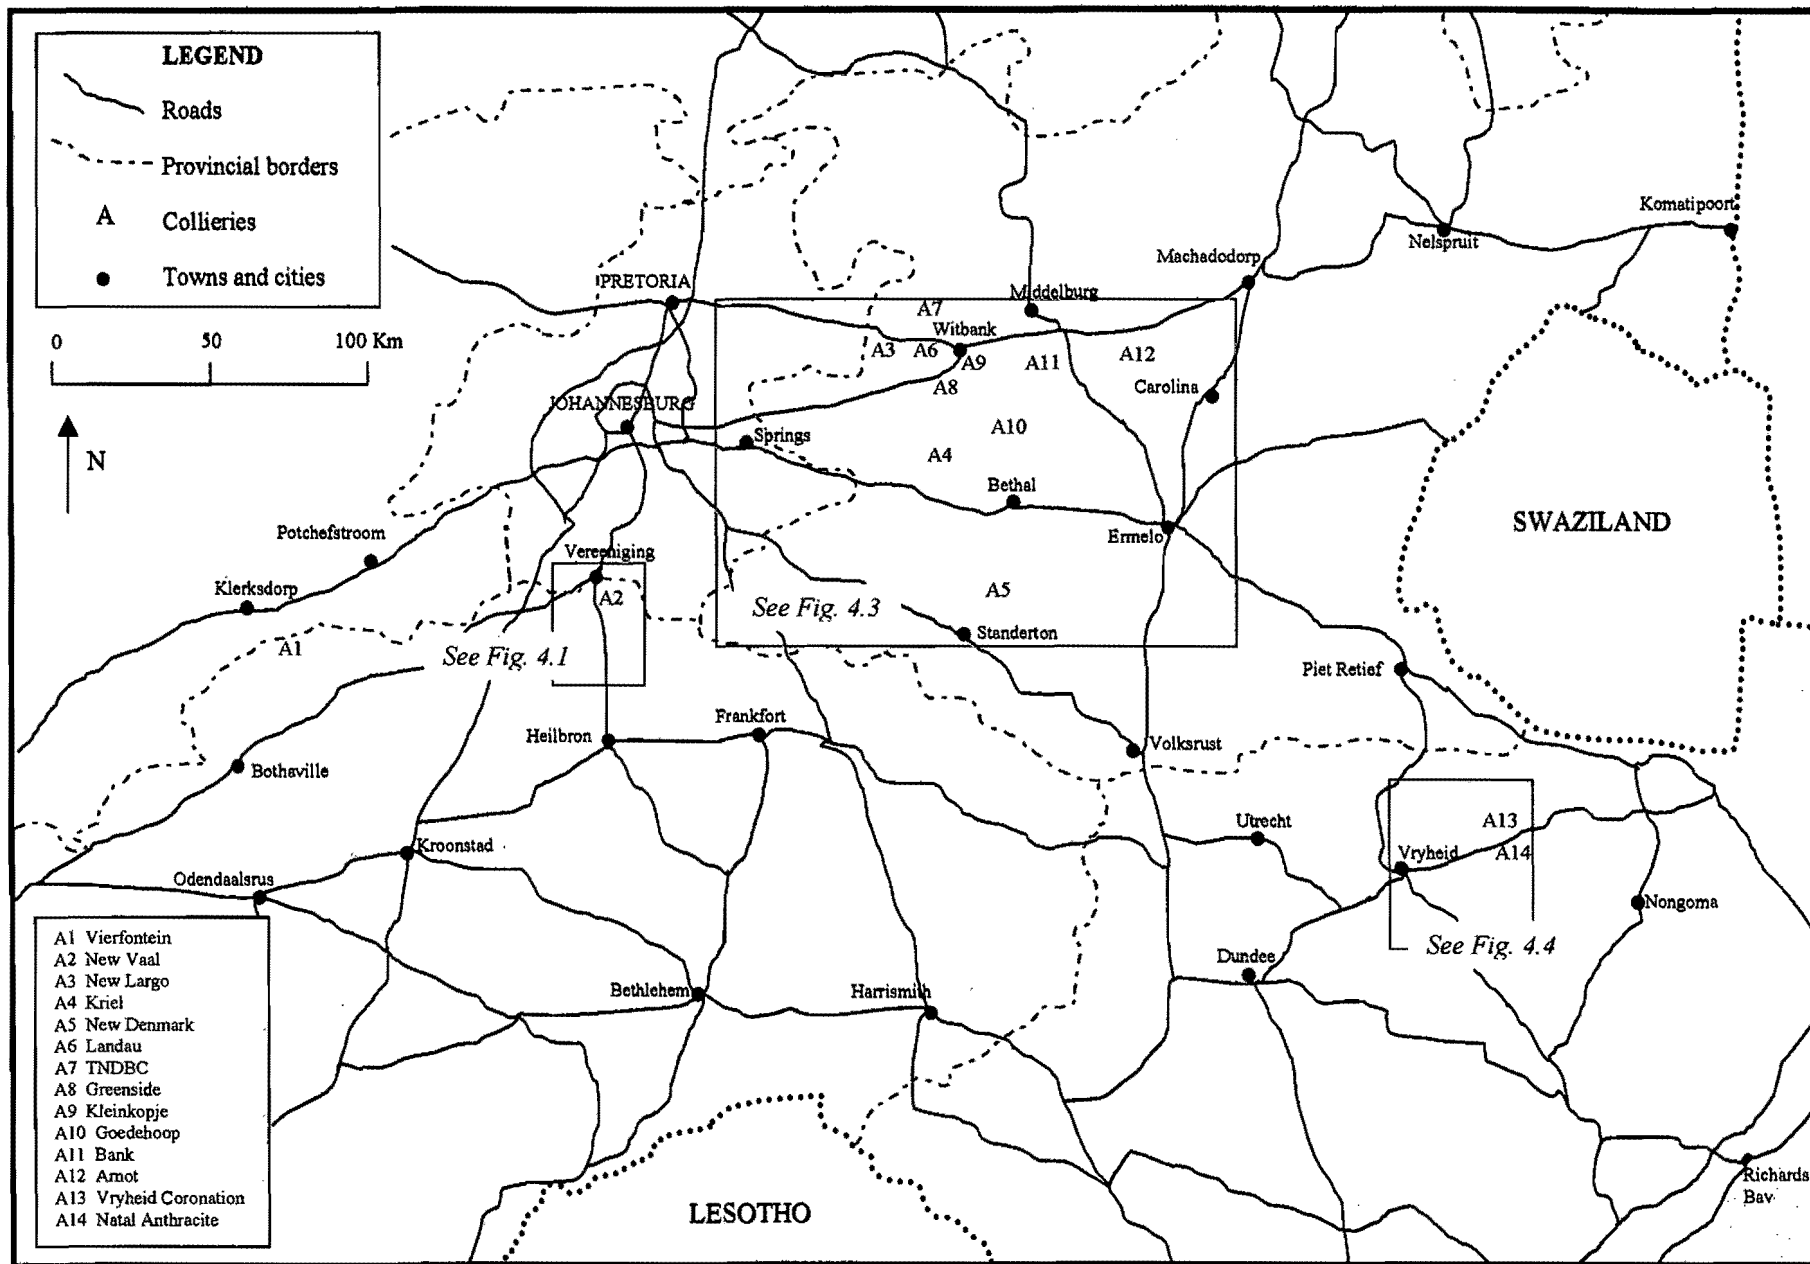 LEGEND
Roads
Provincial borders
A Collieries
Towns and cities
0 50 100 Km
N
Komatipoort
Nelspruit
Machadodorp
PRETORIA
Middelburg
A7
Witbank
A3 A6 A9 A11 A12
A8
Carolina
JOHANNESBURG
A10
Springs
A4
Bethal
SWAZILAND
Ermelo
Potchefstroom
Vereeniging
Klerksdorp
A2
A5
See Fig. 4.3
Standerton
A1
See Fig. 4.1
Piet Retief
Frankfort
Heilbron
Volksrust
Bothaville
A13
Utrecht
Kroonstad
Vryheid
A14
Odendaalsrus
Nongoma
See Fig. 4.4
Dundee
Bethlehem
Harrismith
A1 Vierfontein
A2 New Vaal
A3 New Largo
A4 Kriel
A5 New Denmark
A6 Landau
A7 TNDBC
A8 Greenside
A9 Kleinkopje
A10 Goedehoop
A11 Bank
A12 Arnot
A13 Vryheid Coronation
A14 Natal Anthracite
Richards
Bay
LESOTHO